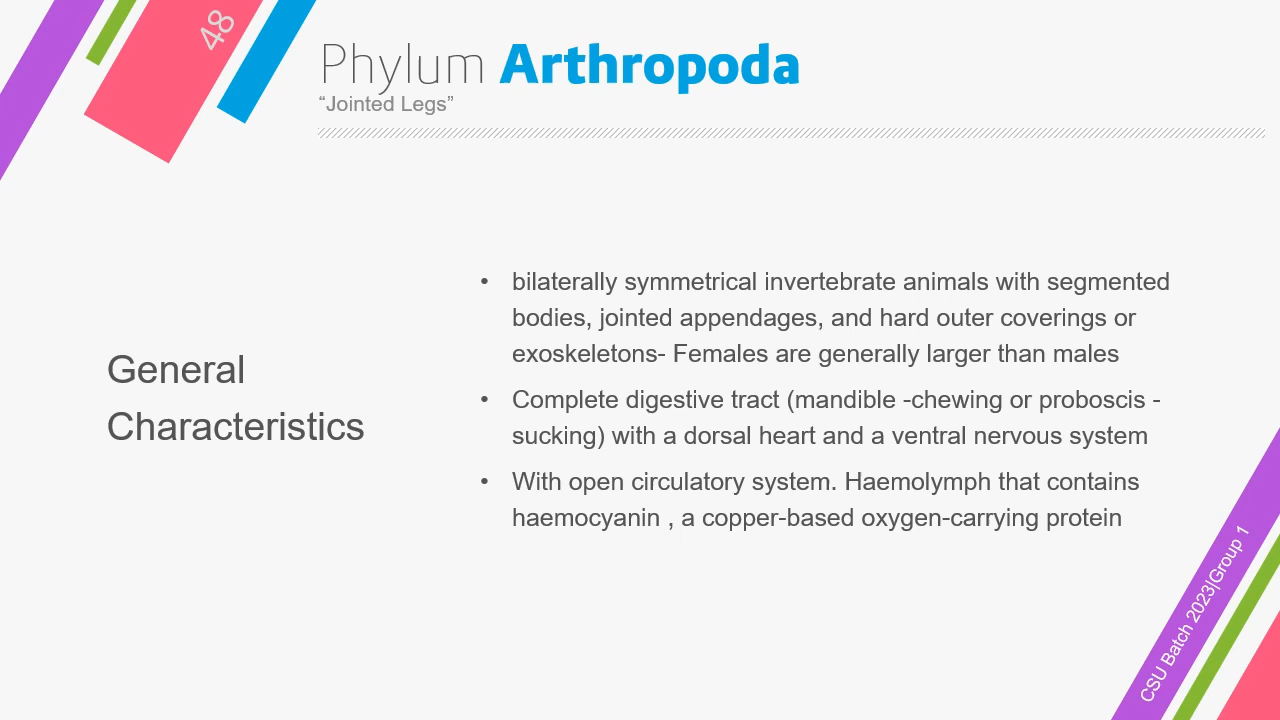 48
Phylum Arthropoda
“Jointed Legs”
General
Characteristics
• bilaterally symmetrical invertebrate animals with segmented
bodies, jointed appendages, and hard outer coverings or
exoskeletons- Females are generally larger than males
• Complete digestive tract (mandible -chewing or proboscis -
sucking) with a dorsal heart and a ventral nervous system
• With open circulatory system. Haemolymph that contains
haemocyanin , a copper-based oxygen-carrying protein
CSU Batch 2023|Group 1